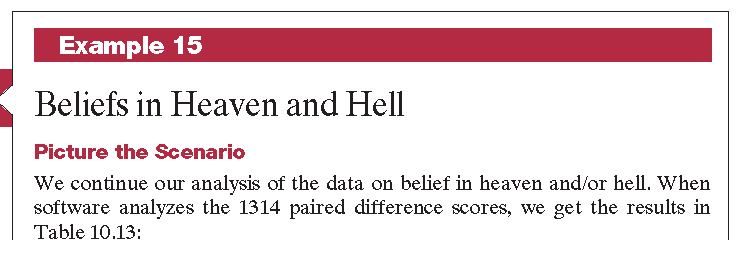 Example 15
Beliefs in Heaven and Hell
Picture the Scenario
We continue our analysis of the data on belief in heaven and/or hell. When
software analyzes the 1314 paired difference scores, we get the results in
Table 10.13: